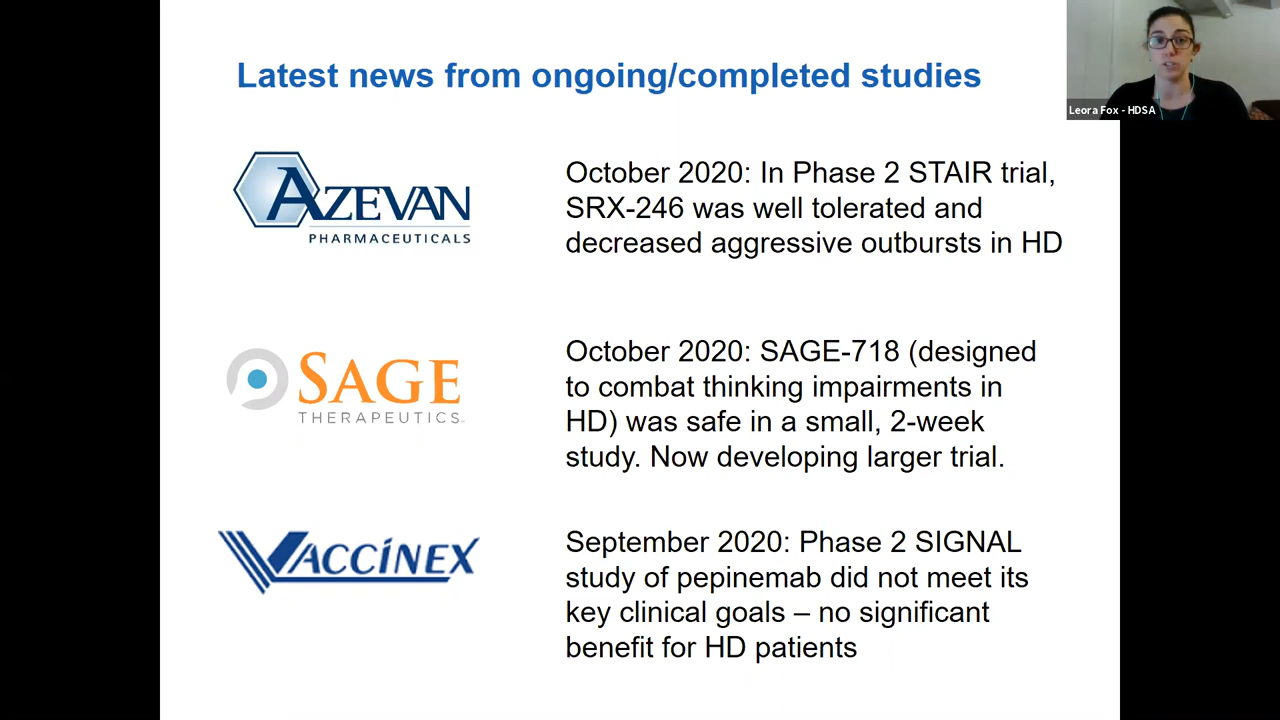 Latest news from ongoing/completed studies
Leora Fox - HDSA
AZEVAN
PHARMACEUTICALS
October 2020: In Phase 2 STAIR trial,
SRX-246 was well tolerated and
decreased aggressive outbursts in HD
SAGE
THERAPEUTICS
October 2020: SAGE-718 (designed
to combat thinking impairments in
HD) was safe in a small, 2-week
study. Now developing larger trial.
VACCINEX
September 2020: Phase 2 SIGNAL
study of pepinemab did not meet its
key clinical goals – no significant
benefit for HD patients